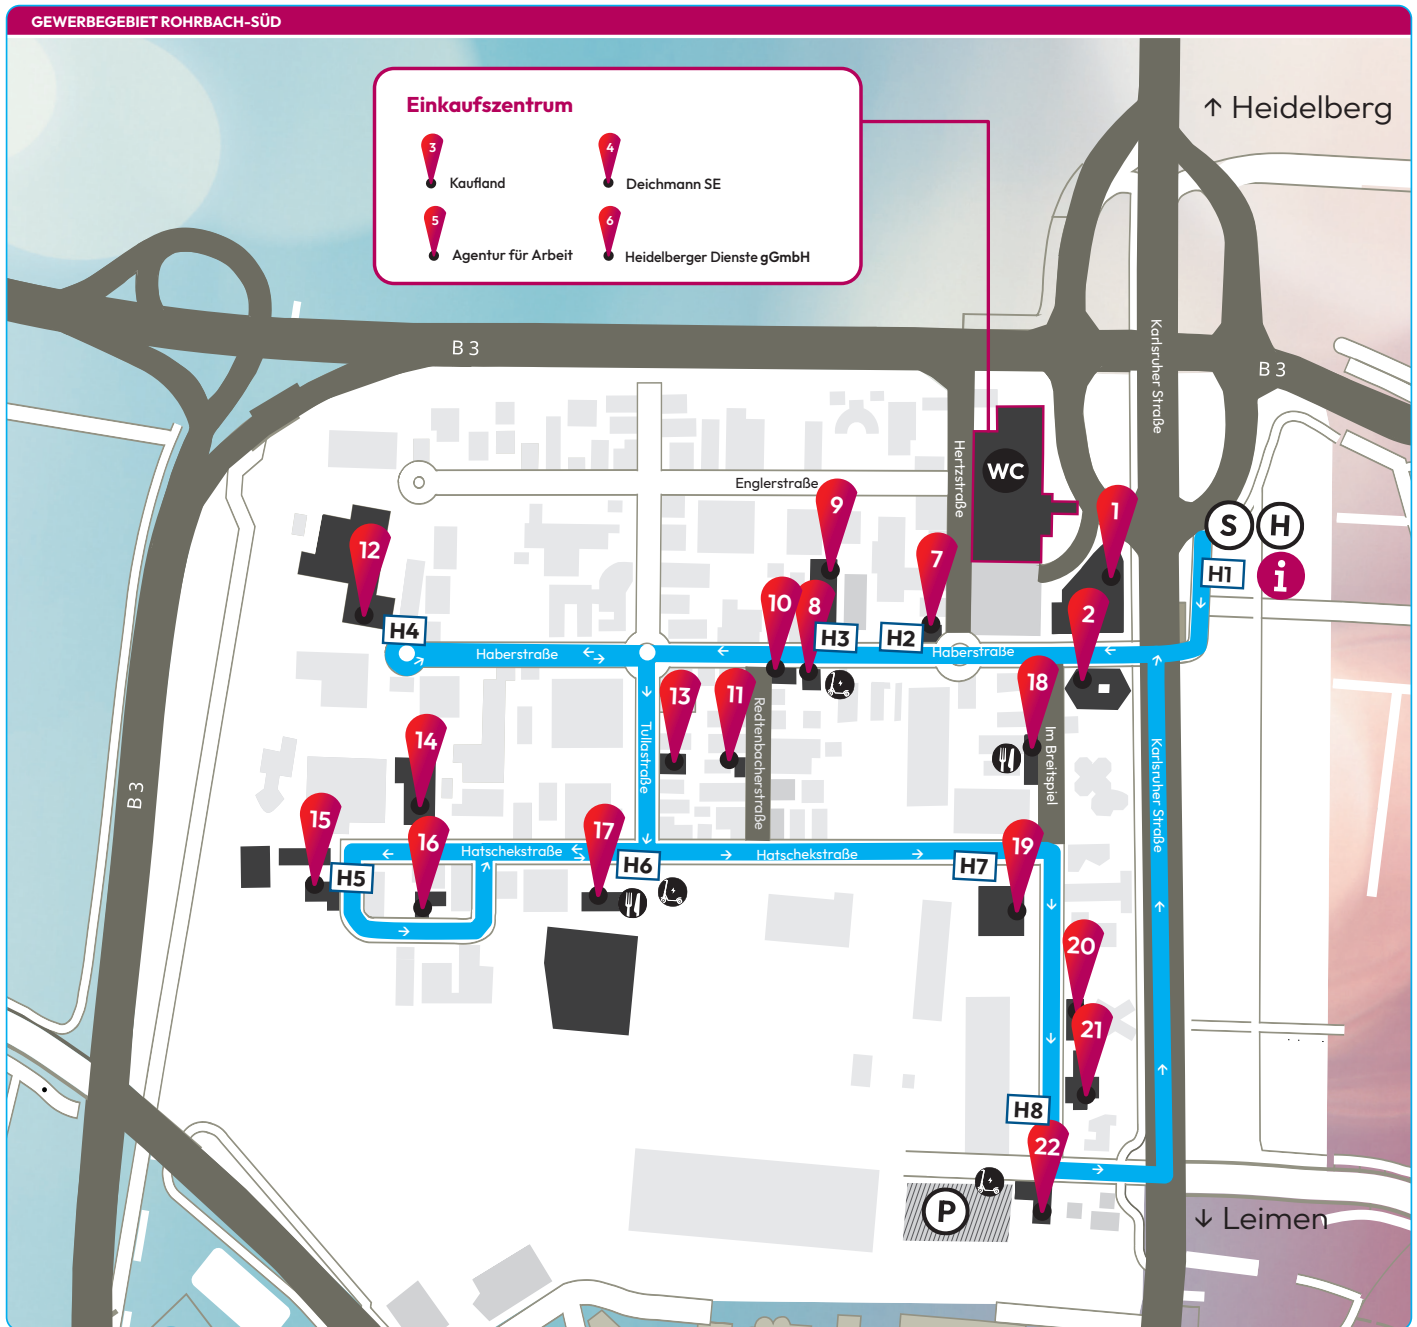 GEWERBEGEBIET ROHRBACH-SÜD
↑ Heidelberg
Einkaufszentrum
3
Kaufland
4
Deichmann SE
5
Agentur für Arbeit
6
Heidelberger Dienste gGmbH
B 3
B 3
Karlsruher Straße
Hertzstraße
WC
Englerstraße
9
1
S
H
12
7
H1
i
10
8
2
H4
H3
H2
Haberstraße
Haberstraße
13
11
18
Redtenbacherstraße
Tullastraße
Im Breitspiel
Karlsruher Straße
14
B 3
15
16
17
19
Hatschekstraße
Hatschekstraße
H5
H6
H7
20
21
H8
22
P
↓ Leimen